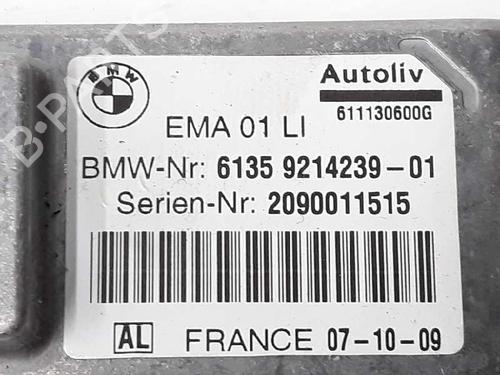 BMW
Autoliv
611130600G
EMA 01 LI
BMW-Nr: 6135 9214239-01
Serien-Nr: 2090011515
AL FRANCE 07-10-09
B-PARTS